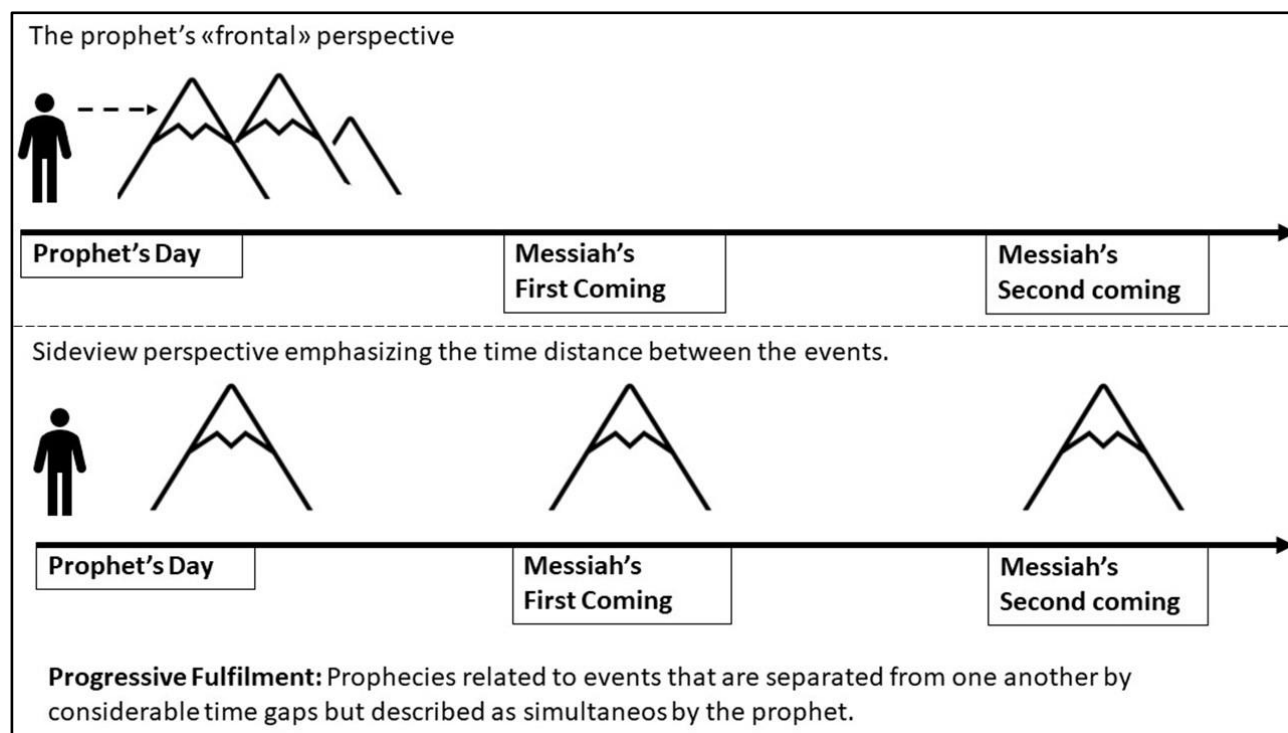 The prophet’s «frontal» perspective
Prophet’s Day
Messiah’s
First Coming
Messiah’s
Second coming
Sideview perspective emphasizing the time distance between the events.
Prophet’s Day
Messiah’s
First Coming
Messiah’s
Second coming
Progressive Fulfilment: Prophecies related to events that are separated from one another by
considerable time gaps but described as simultaneos by the prophet.